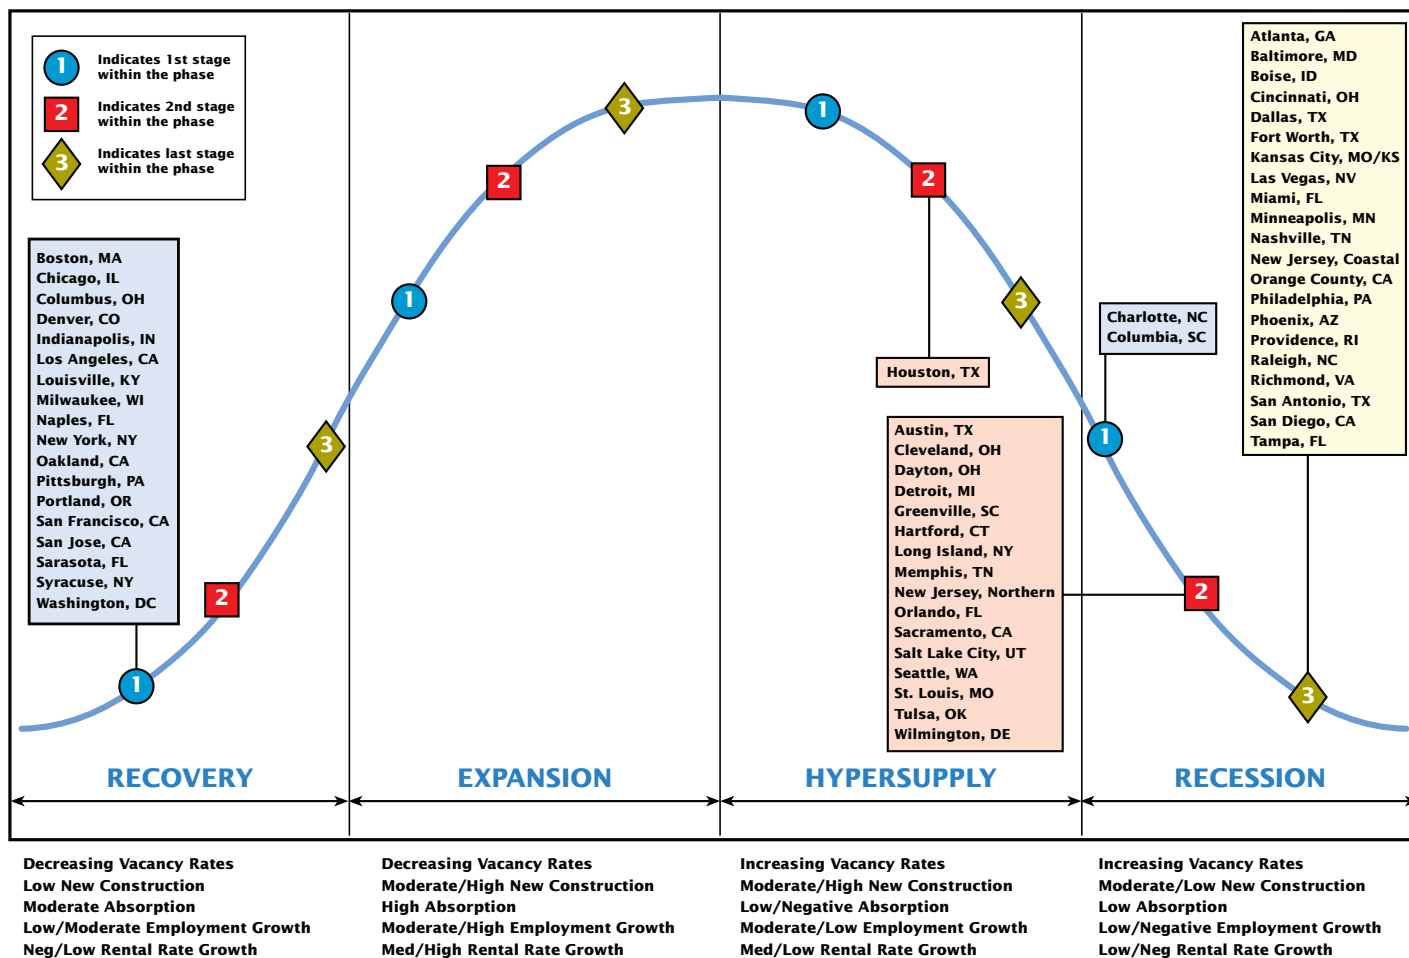 1
Indicates 1st stage
within the phase
2
Indicates 2nd stage
within the phase
3
Indicates last stage
within the phase
Boston, MA
Chicago, IL
Columbus, OH
Denver, CO
Indianapolis, IN
Los Angeles, CA
Louisville, KY
Milwaukee, WI
Naples, FL
New York, NY
Oakland, CA
Pittsburgh, PA
Portland, OR
San Francisco, CA
San Jose, CA
Sarasota, FL
Syracuse, NY
Washington, DC
1
2
3
1
2
3
1
2
3
Houston, TX
Austin, TX
Cleveland, OH
Dayton, OH
Detroit, MI
Greenville, SC
Hartford, CT
Long Island, NY
Memphis, TN
New Jersey, Northern
Orlando, FL
Sacramento, CA
Salt Lake City, UT
Seattle, WA
St. Louis, MO
Tulsa, OK
Wilmington, DE
Charlotte, NC
Columbia, SC
1
2
3
Atlanta, GA
Baltimore, MD
Boise, ID
Cincinnati, OH
Dallas, TX
Fort Worth, TX
Kansas City, MO/KS
Las Vegas, NV
Miami, FL
Minneapolis, MN
Nashville, TN
New Jersey, Coastal
Orange County, CA
Philadelphia, PA
Phoenix, AZ
Providence, RI
Raleigh, NC
Richmond, VA
San Antonio, TX
San Diego, CA
Tampa, FL
RECOVERY
EXPANSION
HYPERSUPPLY
RECESSION
Decreasing Vacancy Rates
Low New Construction
Moderate Absorption
Low/Moderate Employment Growth
Neg/Low Rental Rate Growth
Decreasing Vacancy Rates
Moderate/High New Construction
High Absorption
Moderate/High Employment Growth
Med/High Rental Rate Growth
Increasing Vacancy Rates
Moderate/High New Construction
Low/Negative Absorption
Moderate/Low Employment Growth
Med/Low Rental Rate Growth
Increasing Vacancy Rates
Moderate/Low New Construction
Low Absorption
Low/Negative Employment Growth
Low/Neg Rental Rate Growth